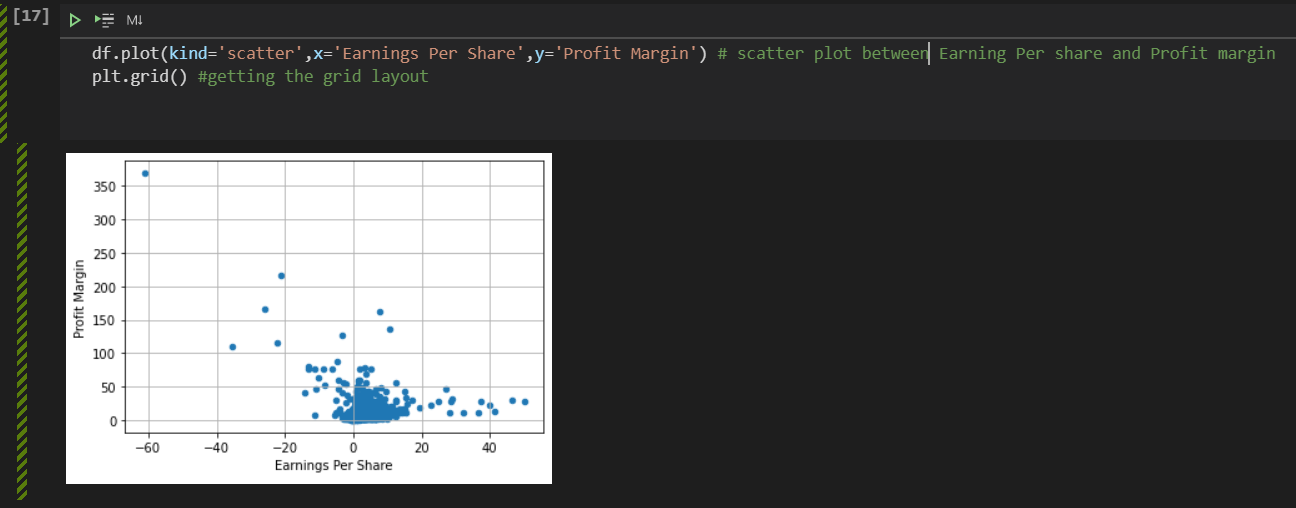 [17]
M↓
df.plot(kind='scatter',x='Earnings Per Share',y='Profit Margin') # scatter plot between Earning Per share and Profit margin
plt.grid() #getting the grid layout
350
300
250
200
150
100
50
0
Profit Margin
−60 −40 −20 0 20 40
Earnings Per Share